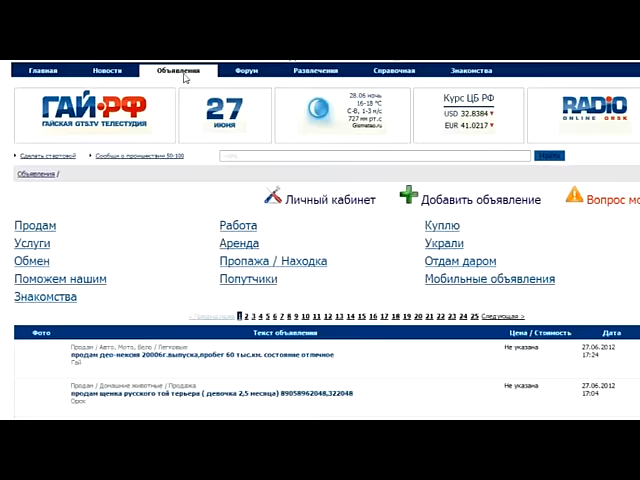 Главная Новости Объявления Форум Развлечения Справочная Знакомства
ГАЙ•РФ
ГАЙСКАЯ GTS.TV ТЕЛЕСТУДИЯ
27
июня
28.06 ночь
16-18 °C
С-В, 1-3 м/с
727 мм рт.с
Gismeteo.ru
Курс ЦБ РФ
USD 32.8384
EUR 41.0217
RADIO
ONLINE ORSK
Сделать стартовой Сообщи о происшествии 50-100
Объявления /
Личный кабинет Добавить объявление Вопрос мо
Продам Работа Куплю
Услуги Аренда Украли
Обмен Пропажа / Находка Отдам даром
Поможем нашим Попутчики Мобильные объявления
Знакомства
< Предыдущая 1 2 3 4 5 6 7 8 9 10 11 12 13 14 15 16 17 18 19 20 21 22 23 24 25 Следующая >
Фото Текст объявления Цена / Стоимость Дата
Продам / Авто, Мото, Вело / Легковые Не указана 27.06.2012
продам део-нексия 20006г.выпуска,пробег 60 тыс.км. состояние отличное 17:24
Гай
Продам / Домашние животные / Продажа Не указана 27.06.2012
продам щенка русского той терьера ( девочка 2,5 месяца) 89058962048,322048 17:04
Орск